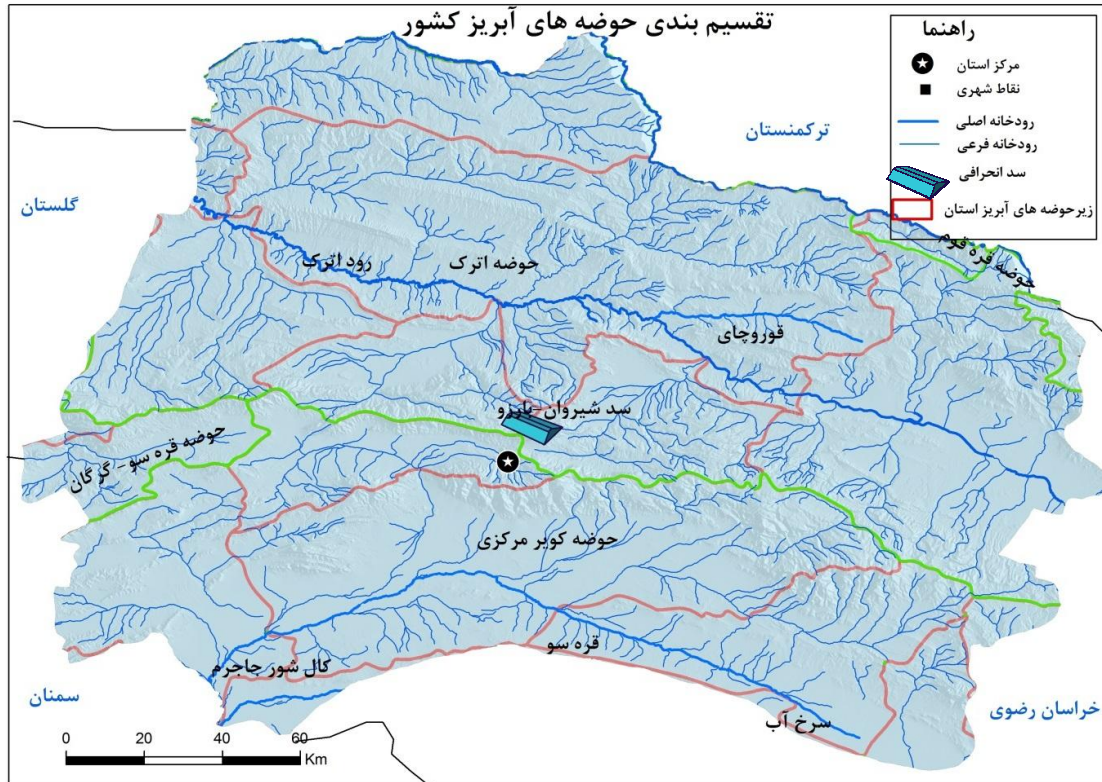 تقسیم بندی حوضه های آبریز کشور
راهنما
مرکز استان
نقاط شهری
رودخانه اصلی
رودخانه فرعی
سد انحرافی
زیرحوضه های آبریز استان
ترکمنستان
گلستان
حوضه قره قوم
حوضه اترک
رود اترک
قوروچای
سد شیروان-بارزو
حوضه قره سو- گرگان
حوضه کویر مرکزی
قره سو
کال شور جاجرم
سمنان
خراسان رضوی
سرخ آب
0 20 40 60
Km